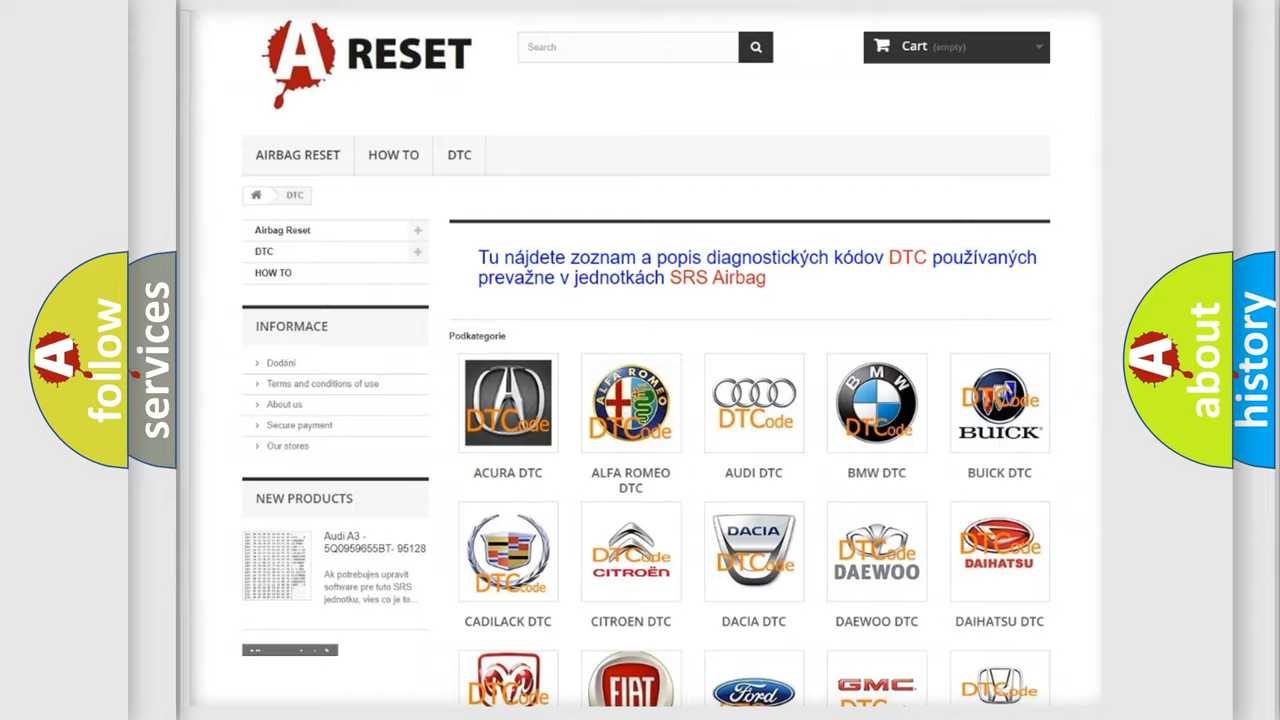 A RESET
Search
Cart (empty)
AIRBAG RESET
HOW TO
DTC
DTC
Airbag Reset
DTC
HOW TO
INFORMACE
Dodání
Terms and conditions of use
About us
Secure payment
Our stores
NEW PRODUCTS
Audi A3 -
5Q0959655BT- 95128
Ak potrebujes upravit
software pre tuto SRS
jednotku, vies co je to...
Tu nájdete zoznam a popis diagnostických kódov DTC používaných
prevažne v jednotkách SRS Airbag
Podkategorie
DTCode
ALFA ROMEO
DTCode
DTCode
BMW
DTCode
DTCode
BUICK
ACURA DTC
ALFA ROMEO
DTC
AUDI DTC
BMW DTC
BUICK DTC
DTCode
DTCode
CITROËN
DACIA
DTCode
DTCode
DAEWOO
DTCode
DAIHATSU
CADILACK DTC
CITROEN DTC
DACIA DTC
DAEWOO DTC
DAIHATSU DTC
DTCode
FIAT
Ford
GMC
DTCode
A follow
services
A about
history